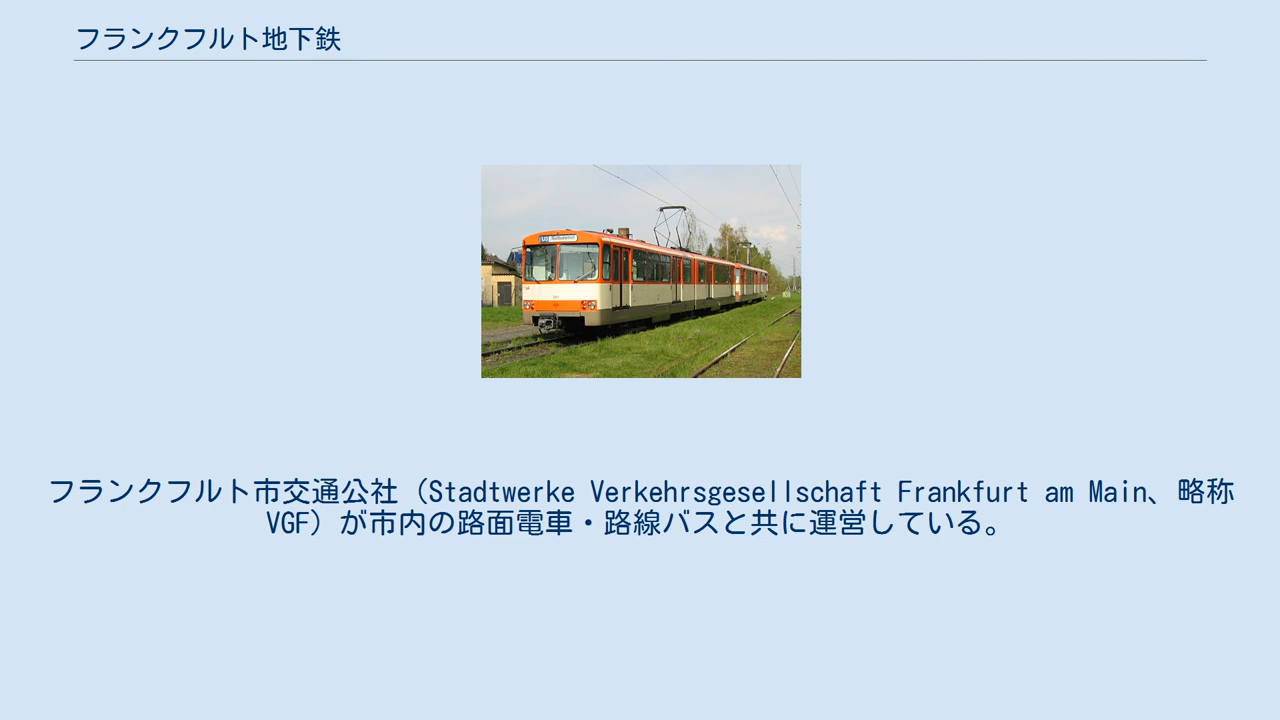 フランクフルト地下鉄
フランクフルト市交通公社（Stadtwerke Verkehrsgesellschaft Frankfurt am Main、略称
VGF）が市内の路面電車・路線バスと共に運営している。